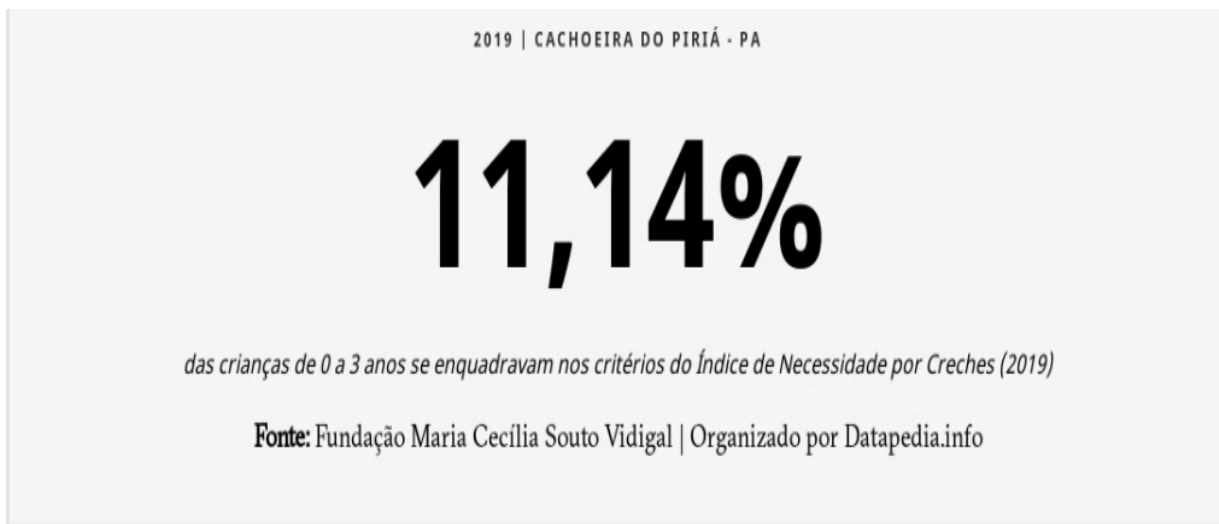 2019 | CACHOEIRA DO PIRIÁ - PA
11,14%
das crianças de 0 a 3 anos se enquadravam nos critérios do Índice de Necessidade por Creches (2019)
Fonte: Fundação Maria Cecília Souto Vidigal | Organizado por Datapedia.info